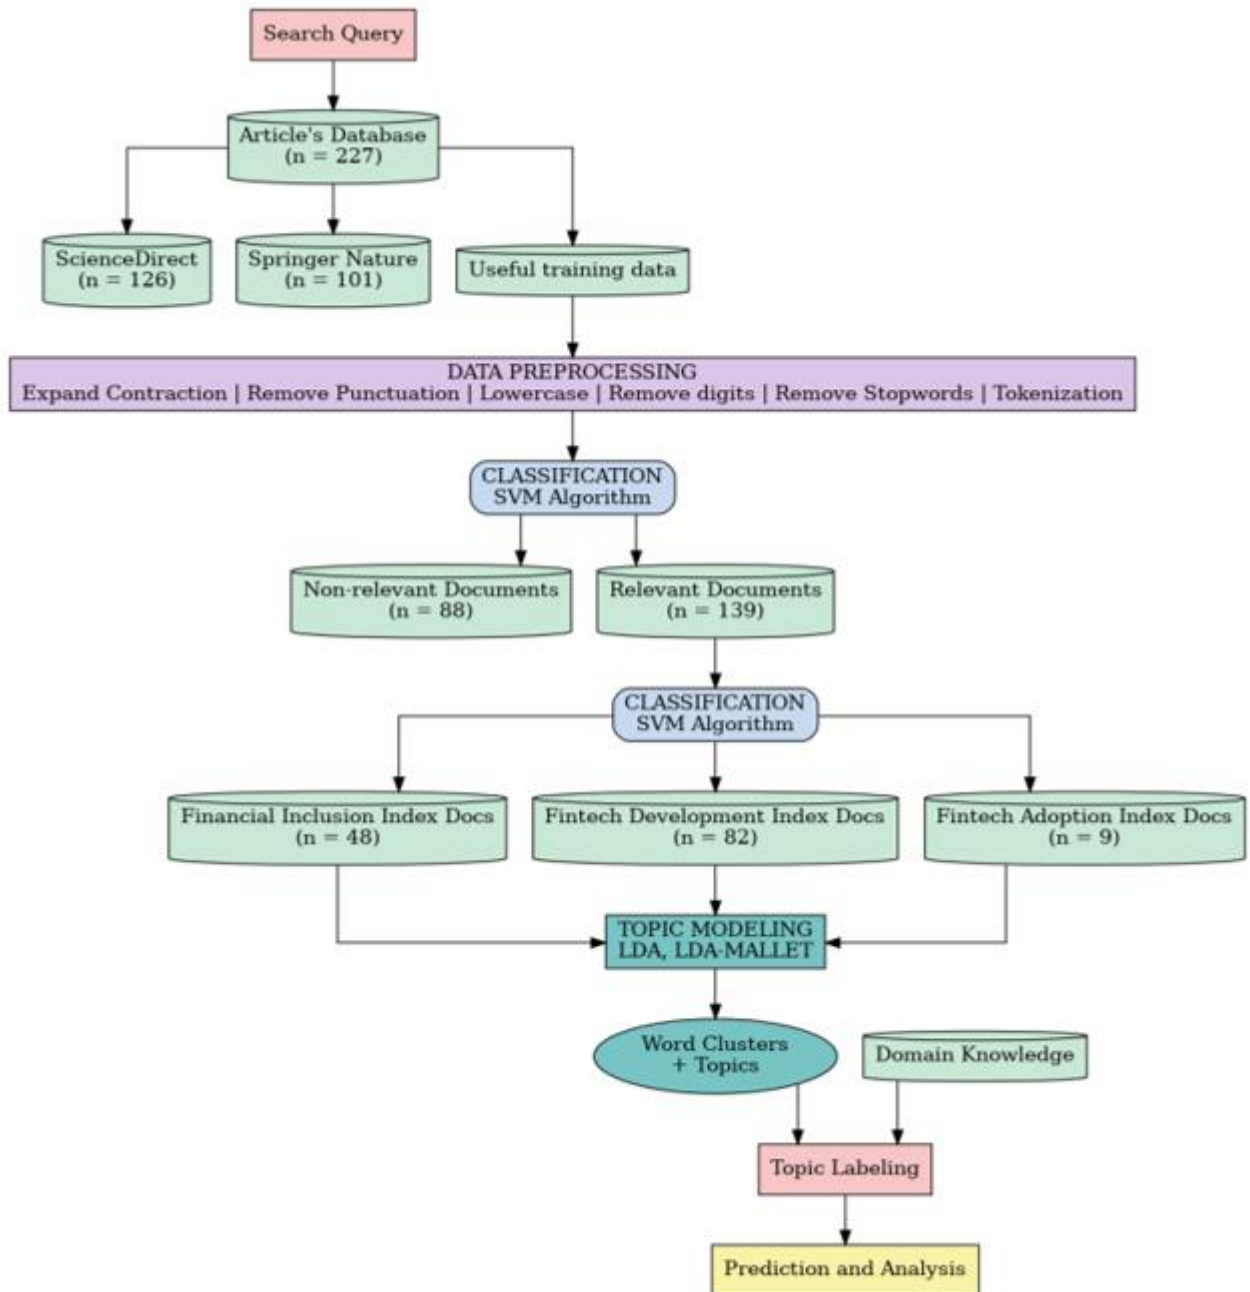 Search Query
Article's Database
(n = 227)
ScienceDirect
(n = 126)
Springer Nature
(n = 101)
Useful training data
DATA PREPROCESSING
Expand Contraction | Remove Punctuation | Lowercase | Remove digits | Remove Stopwords | Tokenization
CLASSIFICATION
SVM Algorithm
Non-relevant Documents
(n = 88)
Relevant Documents
(n = 139)
CLASSIFICATION
SVM Algorithm
Financial Inclusion Index Docs
(n = 48)
Fintech Development Index Docs
(n = 82)
Fintech Adoption Index Docs
(n = 9)
TOPIC MODELING
LDA, LDA-MALLET
Word Clusters
+ Topics
Domain Knowledge
Topic Labeling
Prediction and Analysis